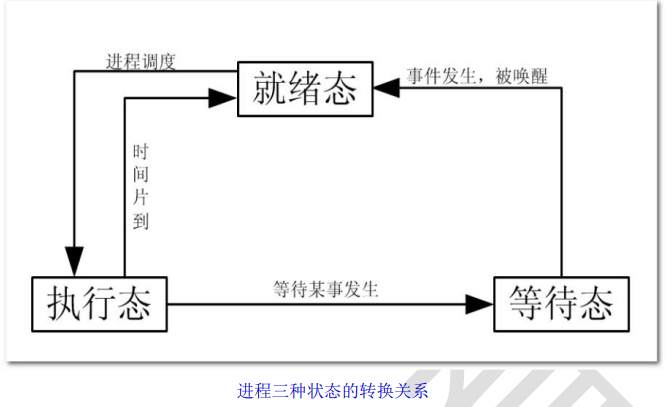 进程调度
就绪态
事件发生，被唤醒
时
间
片
到
执行态
等待某事发生
等待态
进程三种状态的转换关系